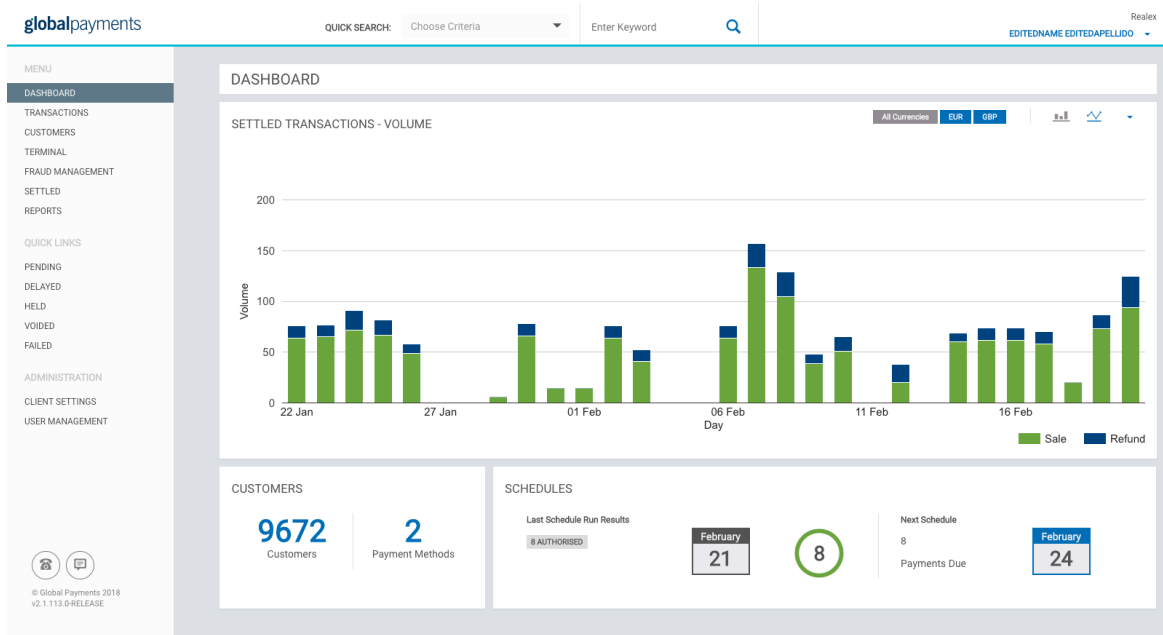 globalpayments
QUICK SEARCH:
Choose Criteria
Enter Keyword
Realex
EDITEDNAME EDITEDAPELLIDO
MENU
DASHBOARD
TRANSACTIONS
CUSTOMERS
TERMINAL
FRAUD MANAGEMENT
SETTLED
REPORTS
QUICK LINKS
PENDING
DELAYED
HELD
VOIDED
FAILED
ADMINISTRATION
CLIENT SETTINGS
USER MANAGEMENT
© Global Payments 2018
v2.1.113.0-RELEASE
DASHBOARD
SETTLED TRANSACTIONS - VOLUME
All Currencies
EUR
GBP
Volume
200
150
100
50
0
22 Jan
27 Jan
01 Feb
06 Feb
11 Feb
16 Feb
Day
Sale
Refund
CUSTOMERS
9672
Customers
2
Payment Methods
SCHEDULES
Last Schedule Run Results
8 AUTHORISED
February
21
8
Next Schedule
8
Payments Due
February
24